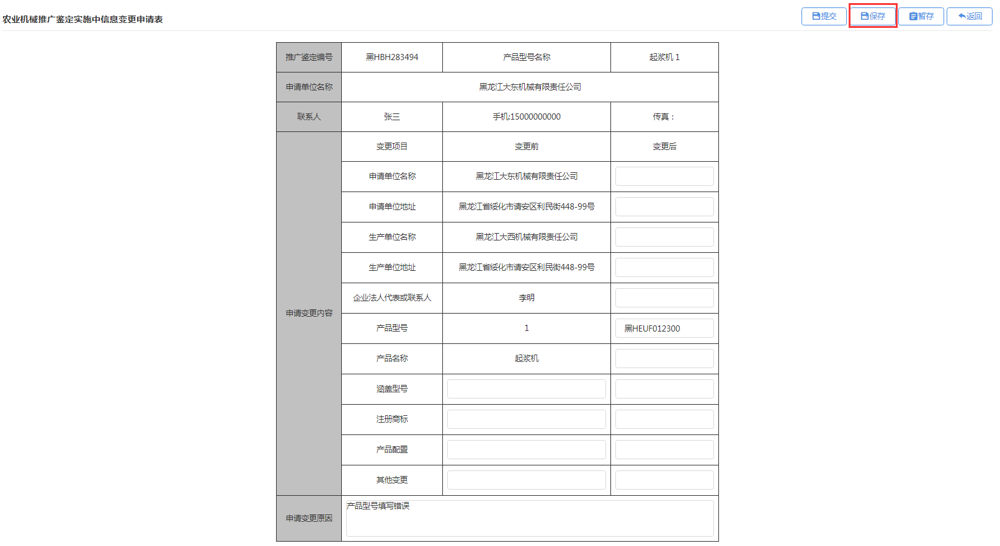 农业机械推广鉴定实施中信息变更申请表
提交 保存 暂存 返回
推广鉴定编号 黑HBH283494 产品型号名称 起浆机 1
申请单位名称 黑龙江大东机械有限责任公司
联系人 张三 手机:15000000000 传真：
变更项目 变更前 变更后
申请单位名称 黑龙江大东机械有限责任公司
申请单位地址 黑龙江省绥化市请安区利民街448-99号
生产单位名称 黑龙江大西机械有限责任公司
生产单位地址 黑龙江省绥化市请安区利民街448-99号
企业法人代表或联系人 李明
申请变更内容
产品型号 1 黑HEUF012300
产品名称 起浆机
涵盖型号
注册商标
产品配置
其他变更
申请变更原因 产品型号填写错误